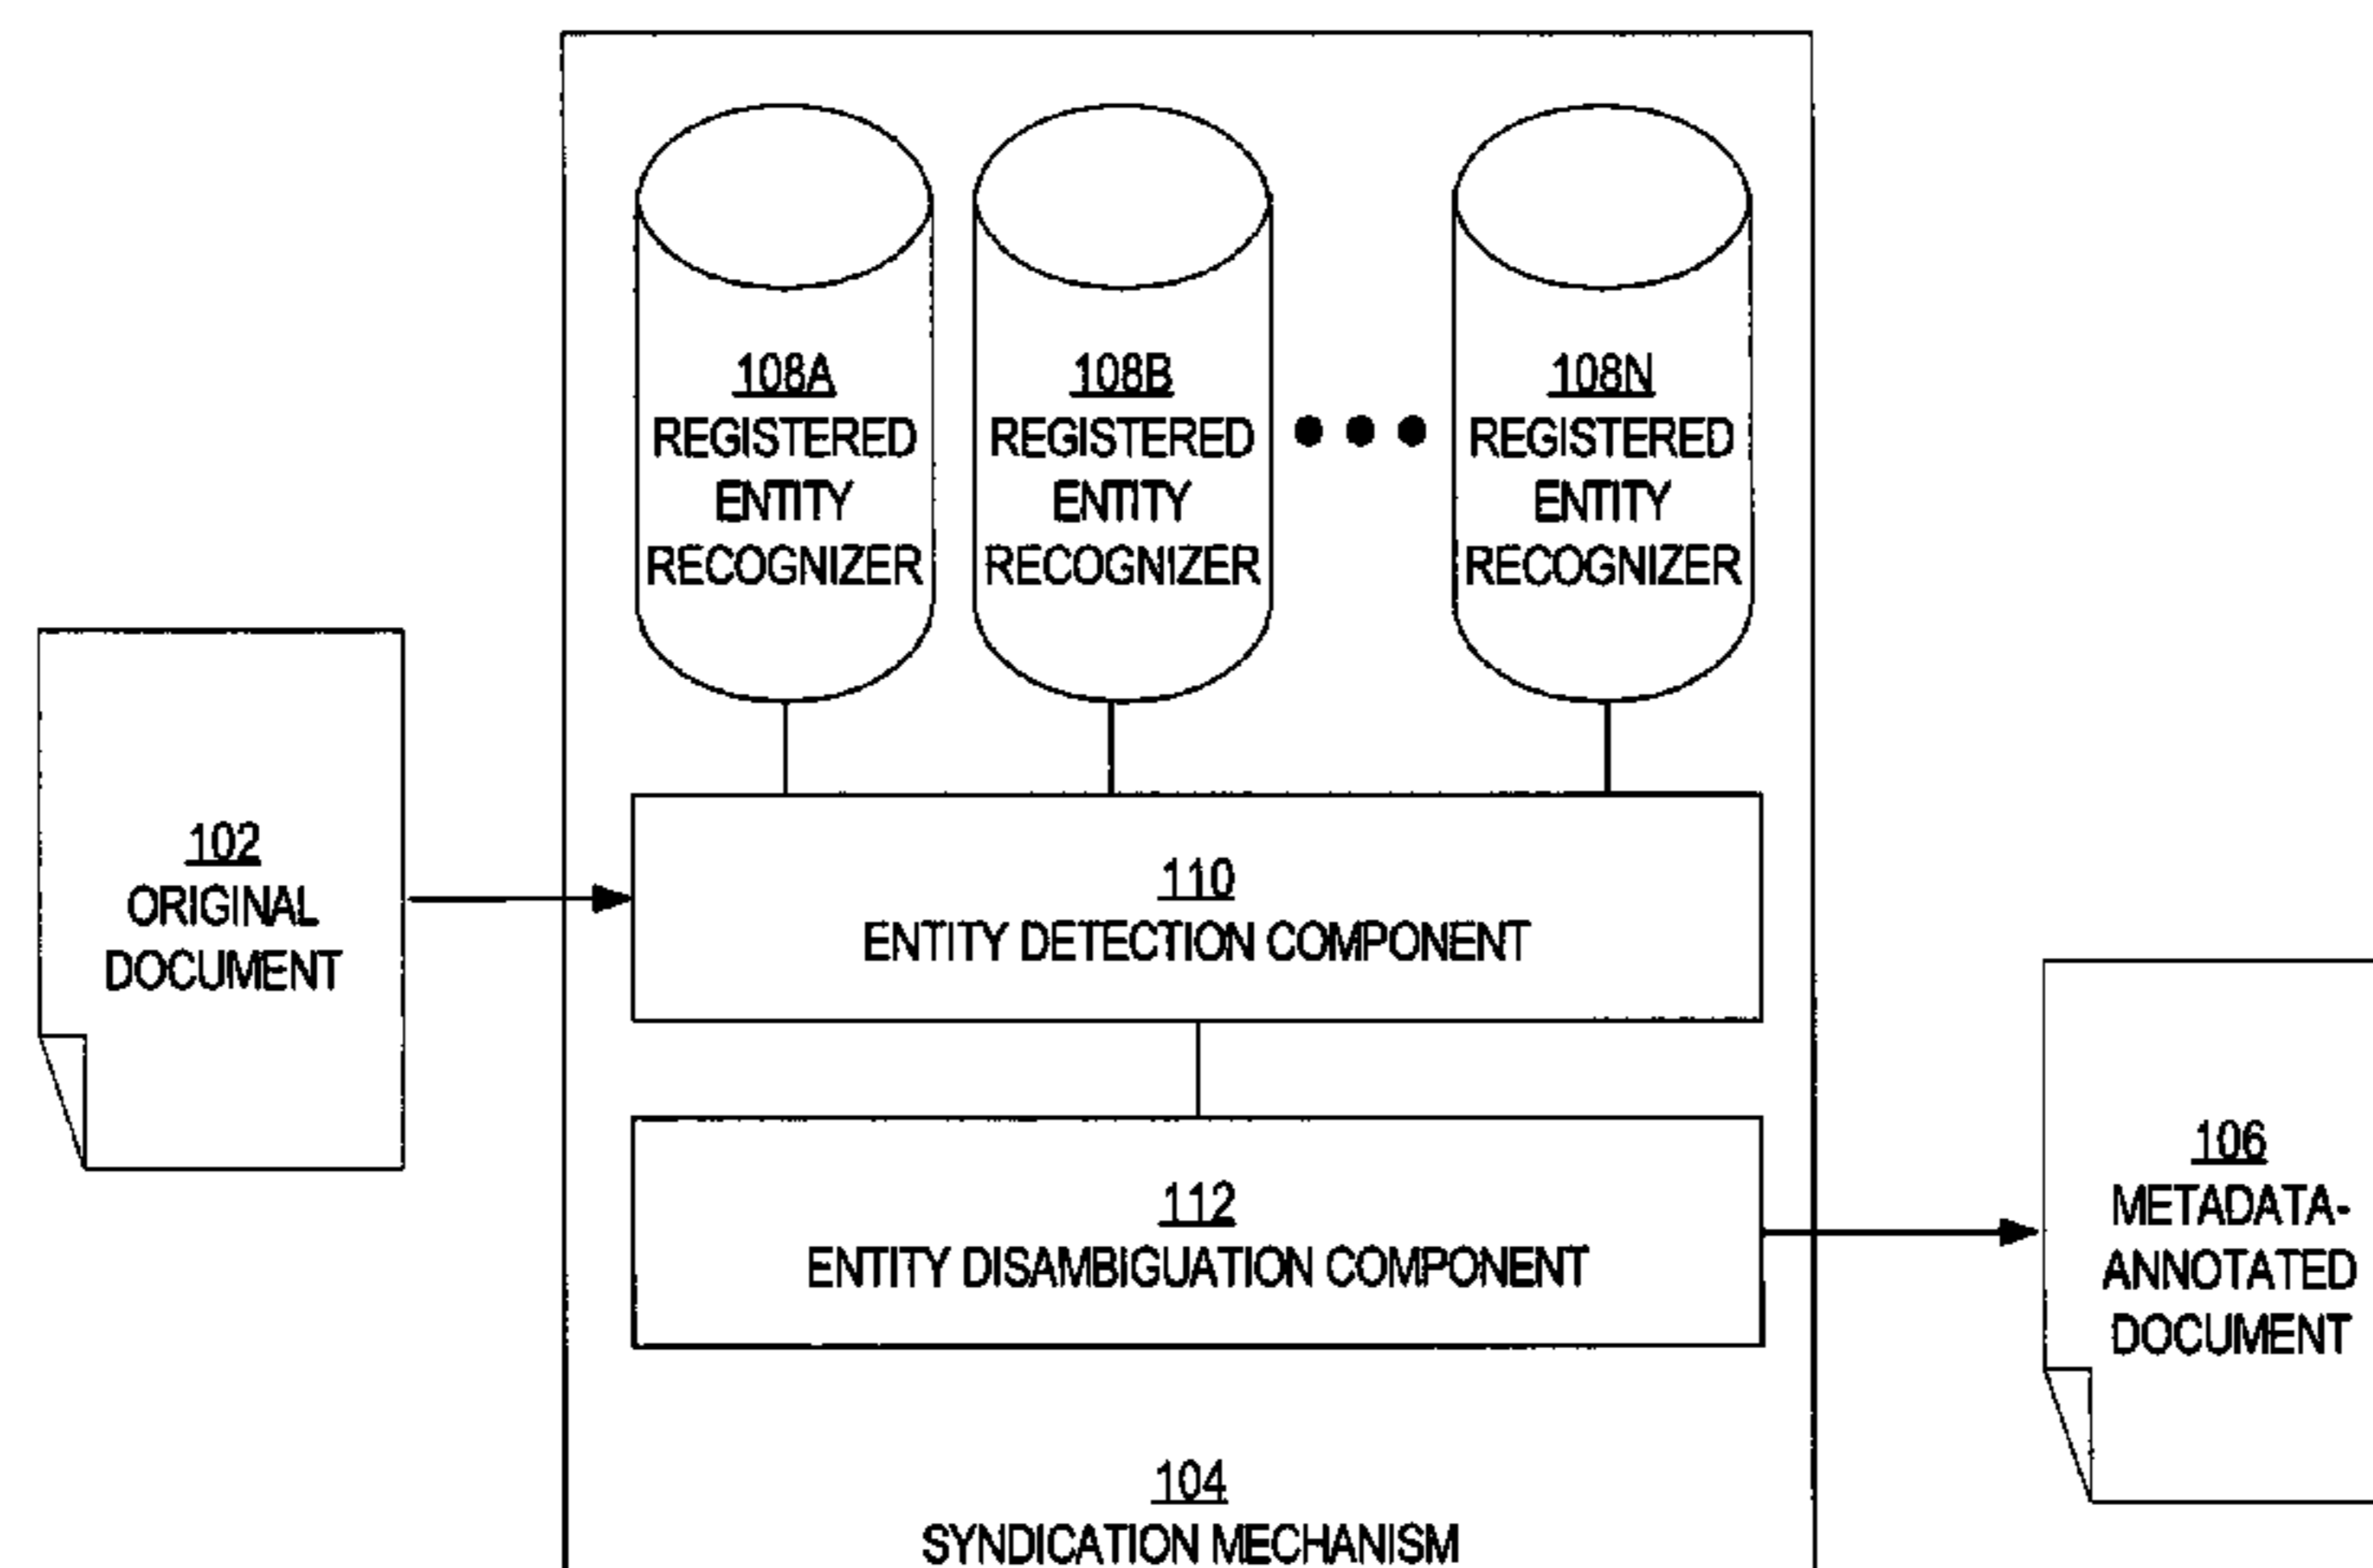 108A
REGISTERED
ENTITY
RECOGNIZER
108B
REGISTERED
ENTITY
RECOGNIZER
108N
REGISTERED
ENTITY
RECOGNIZER
102
ORIGINAL
DOCUMENT
110
ENTITY DETECTION COMPONENT
112
ENTITY DISAMBIGUATION COMPONENT
106
METADATA-
ANNOTATED
DOCUMENT
104
SYNDICATION MECHANISM